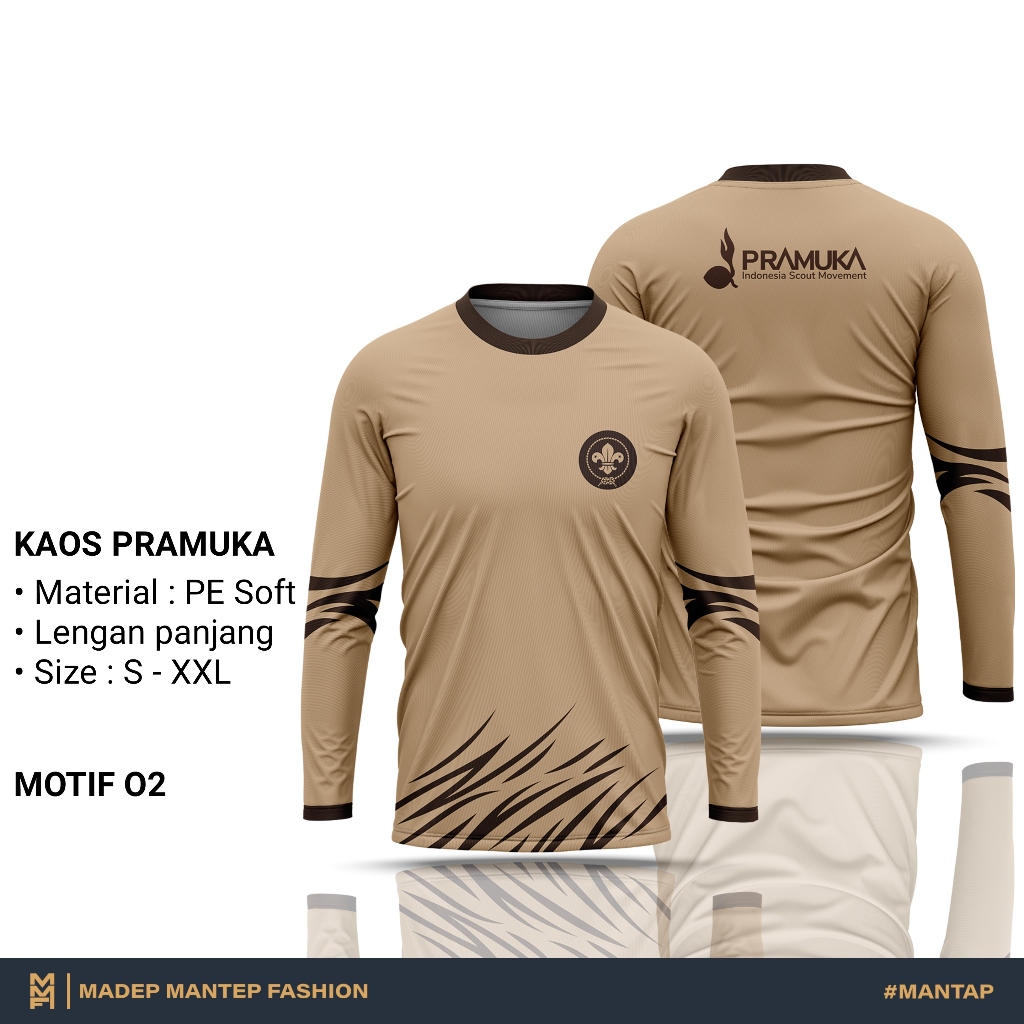 PRAMUKA
Indonesia Scout Movement
KAOS PRAMUKA
• Material : PE Soft
• Lengan panjang
• Size : S - XXL
MOTIF O2
MADEP MANTEP FASHION
#MANTAP